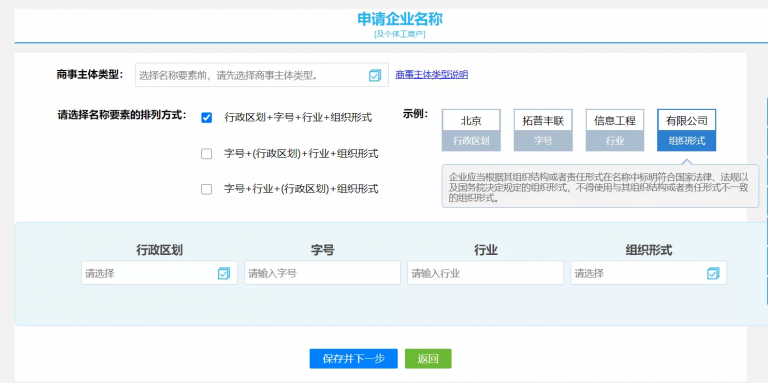 申请企业名称
[及个体工商户]
商事主体类型： 选择名称要素前，请先选择商事主体类型。 商事主体类型说明
请选择名称要素的排列方式： 行政区划+字号+行业+组织形式 示例： 北京 拓普丰联 信息工程 有限公司
行政区划 字号 行业 组织形式
字号+(行政区划)+行业+组织形式
企业应当根据其组织结构或者责任形式在名称中标明符合国家法律、法规以
及国务院决定规定的组织形式，不得使用与其组织结构或者责任形式不一致
的组织形式。
字号+行业+(行政区划)+组织形式
行政区划 字号 行业 组织形式
请选择 请输入字号 请输入行业 请选择
保存并下一步 返回